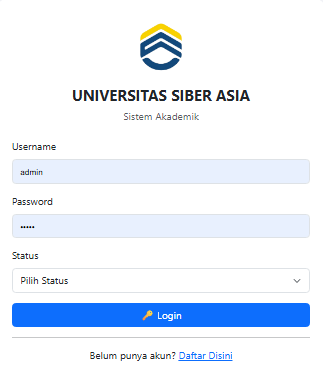 UNIVERSITAS SIBER ASIA
Sistem Akademik
Username
admin
Password
•••••
Status
Pilih Status
🔑 Login
Belum punya akun? Daftar Disini